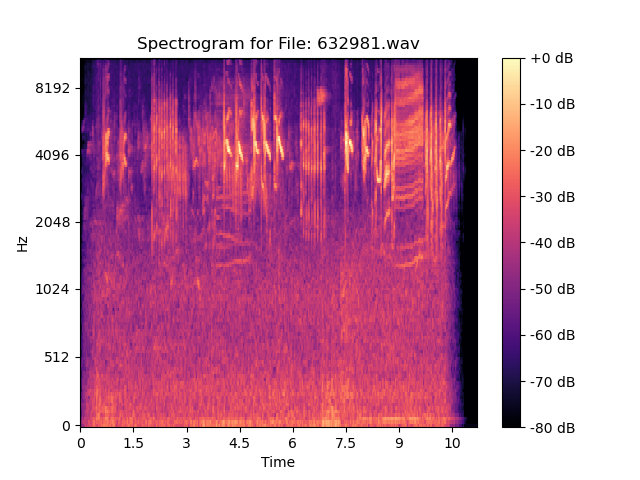 Spectrogram for File: 632981.wav
Hz
8192
4096
2048
1024
512
0
0 1.5 3 4.5 6 7.5 9 10
Time
+0 dB
-10 dB
-20 dB
-30 dB
-40 dB
-50 dB
-60 dB
-70 dB
-80 dB